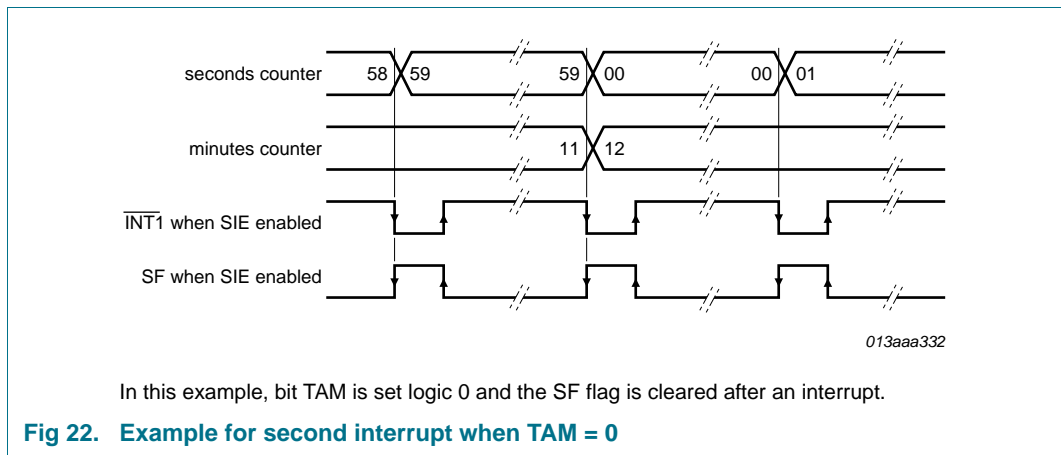 seconds counter 58 59 59 00 00 01
minutes counter 11 12
INT1 when SIE enabled
SF when SIE enabled
013aaa332
In this example, bit TAM is set logic 0 and the SF flag is cleared after an interrupt.
Fig 22. Example for second interrupt when TAM = 0